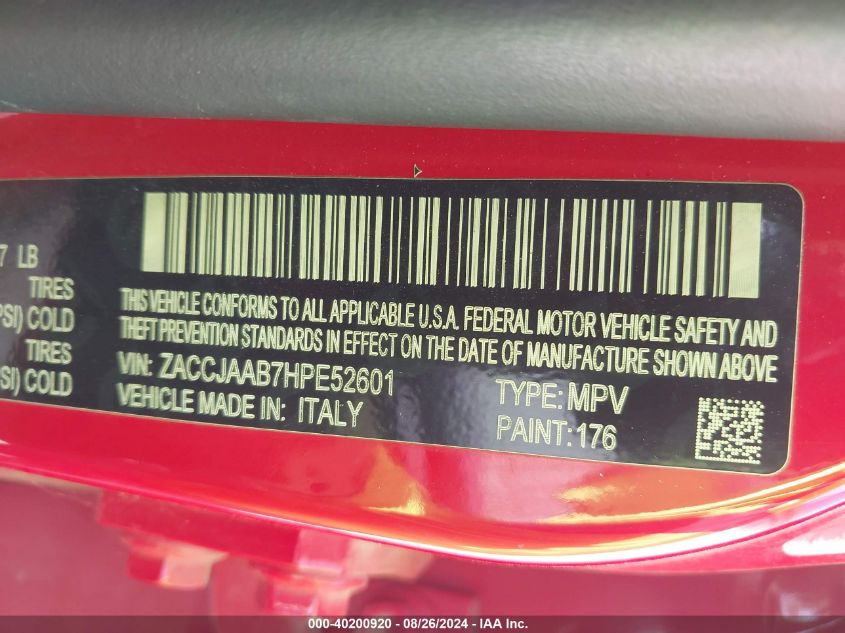 7 LB
TIRES
PSI) COLD
TIRES
SI) COLD
THIS VEHICLE CONFORMS TO ALL APPLICABLE U.S.A. FEDERAL MOTOR VEHICLE SAFETY AND
THEFT PREVENTION STANDARDS IN EFFECT ON THE DATE OF MANUFACTURE SHOWN ABOVE
VIN: ZACCJAAB7HPE52601
TYPE: MPV
VEHICLE MADE IN: ITALY
PAINT: 176
000-40200920 - 08/26/2024 - IAA Inc.